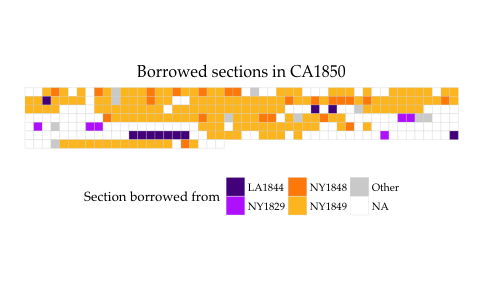 Borrowed sections in CA1850
Section borrowed from
LA1844 NY1848 Other
NY1829 NY1849 NA